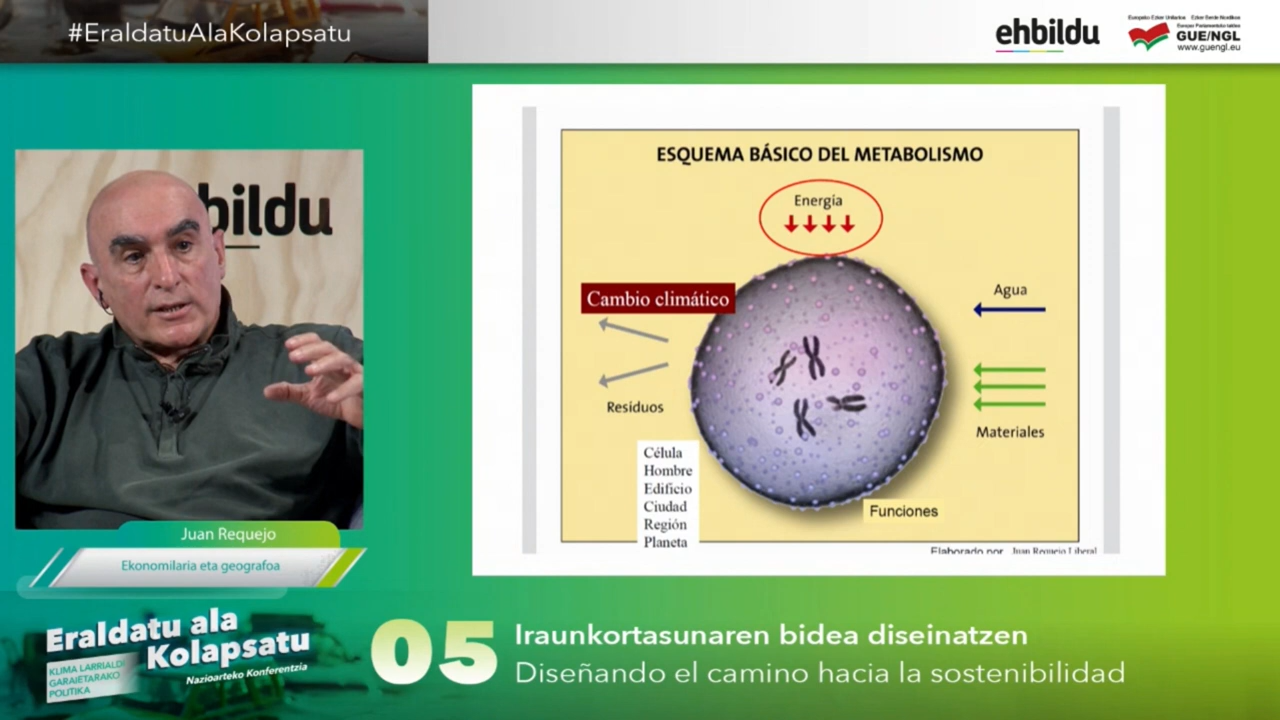 #EraldatuAlaKolapsatu
ehbildu
GUE/NGL
www.guengl.eu
bildu
ESQUEMA BÁSICO DEL METABOLISMO
Energía
Cambio climático
Agua
Resíduos
Materiales
Célula
Hombre
Edificio
Ciudad
Región
Planeta
Funciones
Elaborado por Juan Requejo Liberal
Juan Requejo
Ekonomilaria eta geografoa
Eraldatu ala
Kolapsatu
KLIMA LARRIALDI
GARAIETARAKO
POLITIKA
Nazioarteko Konferentzia
05
Iraunkortasunaren bidea diseinatzen
Diseñando el camino hacia la sostenibilidad